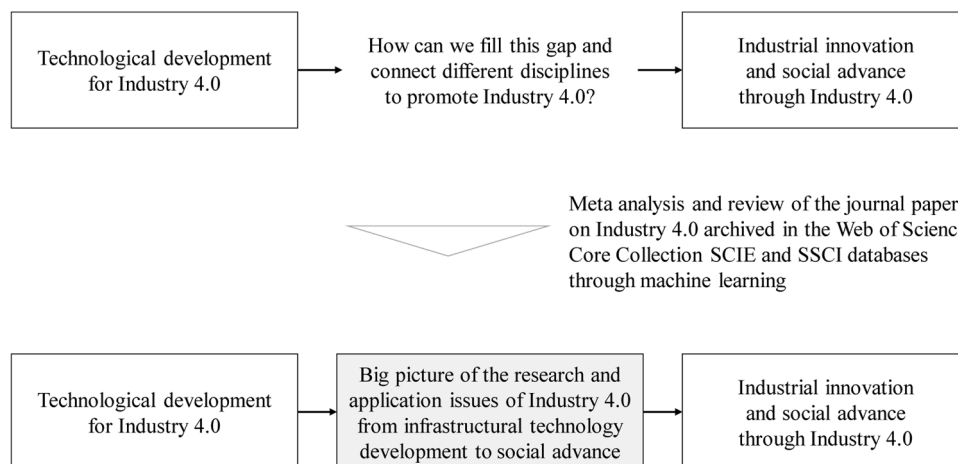 Technological development
for Industry 4.0
How can we fill this gap and
connect different disciplines
to promote Industry 4.0?
Industrial innovation
and social advance
through Industry 4.0
Meta analysis and review of the journal paper
on Industry 4.0 archived in the Web of Scienc
Core Collection SCIE and SSCI databases
through machine learning
Technological development
for Industry 4.0
Big picture of the research and
application issues of Industry 4.0
from infrastructural technology
development to social advance
Industrial innovation
and social advance
through Industry 4.0